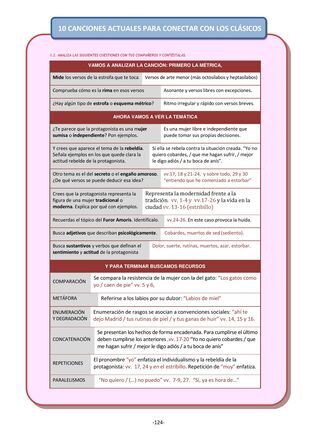 10 CANCIONES ACTUALES PARA CONECTAR CON LOS CLÁSICOS
1.2. ANALIZA LAS SIGUIENTES CUESTIONES CON TUS COMPAÑEROS Y CONTÉSTALAS.
VAMOS A ANALIZAR LA CANCIÓN: PRIMERO LA MÉTRICA,
Mide los versos de la estrofa que te toca
Versos de arte menor (más octosílabos y heptasílabos)
Comprueba cómo es la rima en esos versos
Asonante y versos libres con excepciones.
¿Hay algún tipo de estrofa o esquema métrico?
Ritmo irregular y rápido con versos breves.
AHORA VAMOS A VER LA TEMÁTICA
¿Te parece que la protagonista es una mujer
sumisa o independiente? Pon ejemplos.
Es una mujer libre e independiente que
puede tomar sus propias decisiones.
Y crees que aparece el tema de la rebeldía.
Señala ejemplos en los que quede clara la
actitud rebelde de la protagonista.
Si ella se rebela contra la situación creada. "Yo no
quiero cobardes, / que me hagan sufrir, / mejor
le digo adiós / a tu boca de anís"
Otro tema es el del secreto o el engaño amoroso.
¿De qué versos se puede deducir esa idea?
vv.17, 18 y21-24, y sobre todo, 29 y 30
"entiendo que he comenzado a estorbar"
Crees que la protagonista representa la
figura de una mujer tradicional o
moderna. Explica por qué con ejemplos.
Representa la modernidad frente a la
tradición. vv. 1-4 y vv.17-26 y la vida en la
ciudad vv. 13-16 (estribillo)
Recuerdas el tópico del Furor Amoris. Identifícalo.
vv.24-26. En este caso provoca la huida.
Busca adjetivos que describan psicológicamente.
Cobardes, muertos de sed (sediento).
Busca sustantivos y verbos que definan el
sentimiento y actitud de la protagonista
Dolor, suerte, rutinas, muertos, azar, estorbar.
Y PARA TERMINAR BUSCAMOS RECURSOS
COMPARACIÓN
Se compara la resistencia de la mujer con: "Los gatos como
yo / caen de pie" vv. 5 y 6,
METÁFORA
Referirse a los labios por su dulzor: "Labios de miel"
ENUMERACIÓN
Y DEGRADACIÓN
Enumeración de rasgos se asocian a convenciones sociales: "ahí te
dejo Madrid / tus rutinas de piel / y tus ganas de huir" vv. 14, 15 y 16.
CONCATENACIÓN
Se presentan los hechos de forma encadenada. Para cumplirse el último
deben cumplirse los anteriores .vv. 17-20 "Yo no quiero cobardes / que
me hagan sufrir / mejor le digo adiós / a tu boca de anís"
REPETICIONES
El pronombre "yo" enfatiza el individualismo y la rebeldía de la
protagonista: vv. 17, 24 y en el estribillo. Repetición de "muy" enfatiza.
PARALELISMOS
"No quiero / (...) no puedo" vv. 7-9, 27. "Sí, ya es hora de..."
-124-